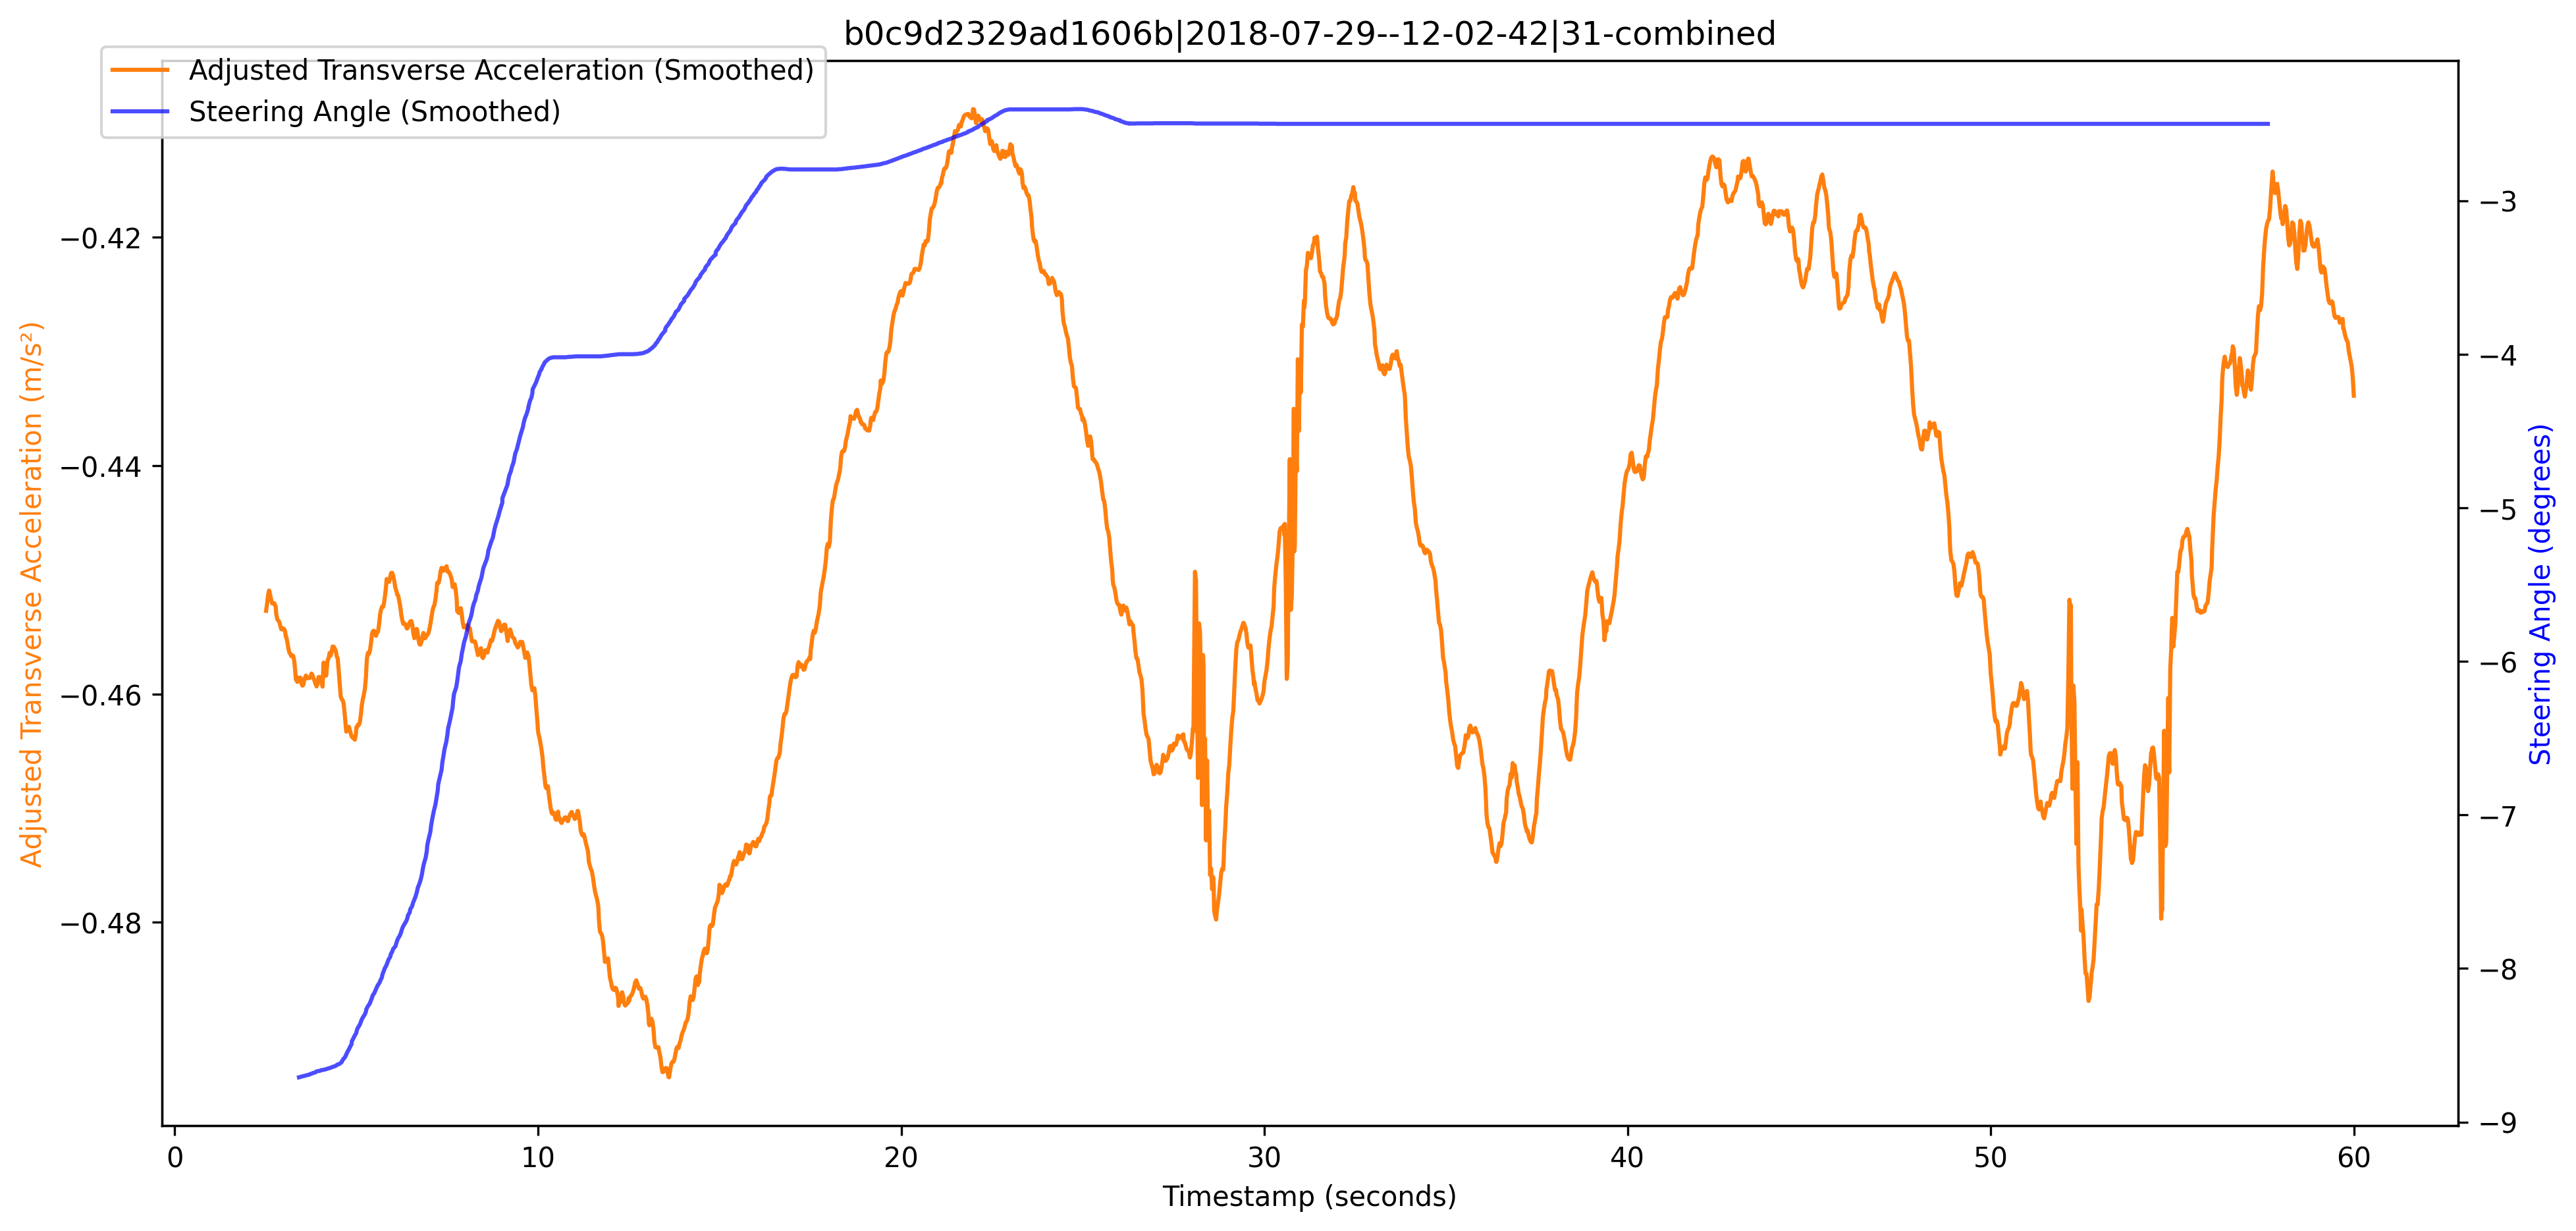 b0c9d2329ad1606b|2018-07-29--12-02-42|31-combined
Adjusted Transverse Acceleration (Smoothed)
Steering Angle (Smoothed)
Adjusted Transverse Acceleration (m/s²)
−0.42
−0.44
−0.46
−0.48
−3
−4
−5
−6
−7
−8
−9
Steering Angle (degrees)
0 10 20 30 40 50 60
Timestamp (seconds)